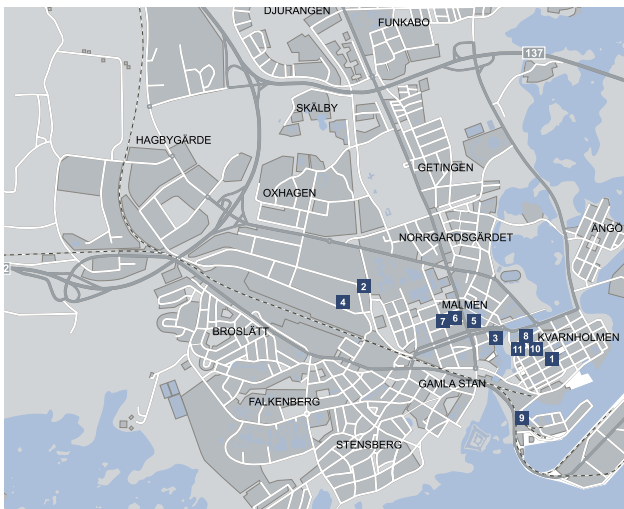 DJURÄNGEN
FUNKABO
137
SKÄLBY
HAGBYGÄRDE
GETINGEN
OXHAGEN
ÄNGÖ
NORRGÅRDSGÄRDET
2
2
4
MALMEN
7
6
5
BROSLÄTT
3
8
KVARNHOLMEN
11
10
1
GAMLA STAN
FALKENBERG
9
STENSBERG